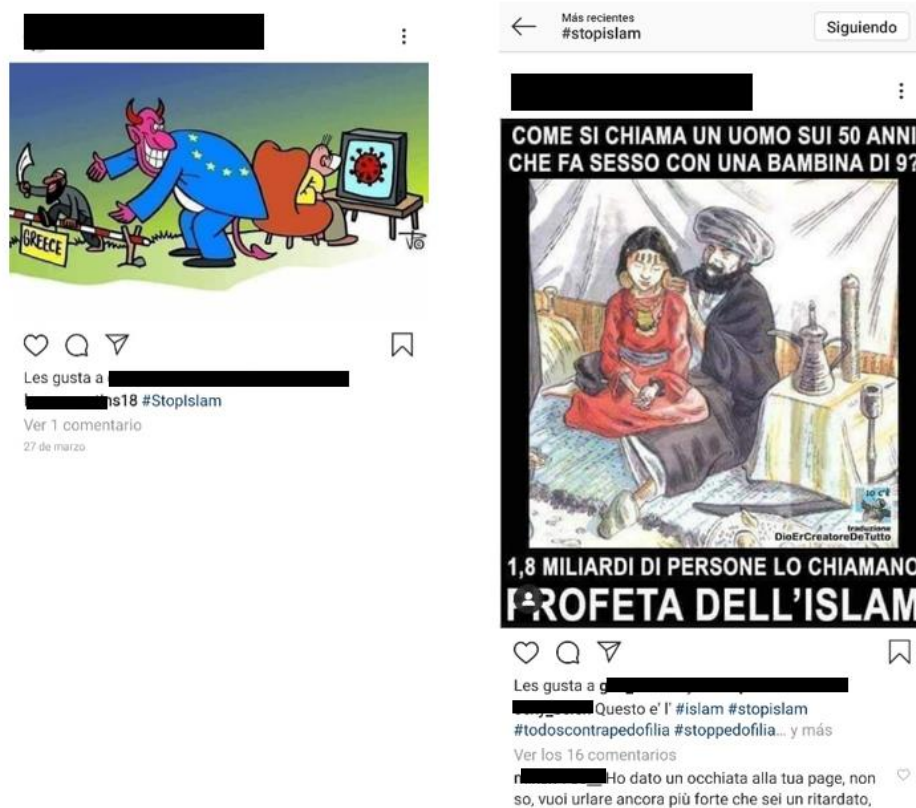 GREECE
Les gusta a
ns18 #StopIslam
Ver 1 comentario
27 de marzo
Más recientes
#stopislam
Siguiendo
COME SI CHIAMA UN UOMO SUI 50 ANNI
CHE FA SESSO CON UNA BAMBINA DI 9?
IO C'È
traduzione
DioErCreatoreDeTutto
1,8 MILIARDI DI PERSONE LO CHIAMANO
PROFETA DELL'ISLAM
Les gusta a g
Questo e' l' #islam #stopislam
#todoscontrapedofilia #stoppedofilia... y más
Ver los 16 comentarios
Ho dato un occhiata alla tua page, non
so, vuoi urlare ancora più forte che sei un ritardato,